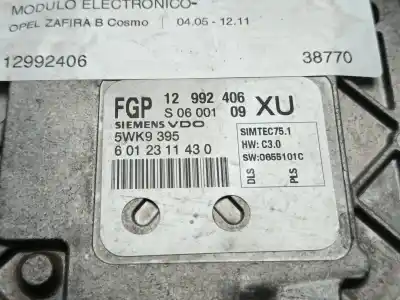 MODULO ELECTRONICO-
OPEL ZAFIRA B Cosmo | 04.05 - 12.11
12992406 38770
FGP 12 992 406 XU
S 06 001 09
SIEMENS VDO
5WK9 395
6 01 23 11 43 0
SIMTEC75.1
HW: C3.0
SW:0655101C
DLS
PLS